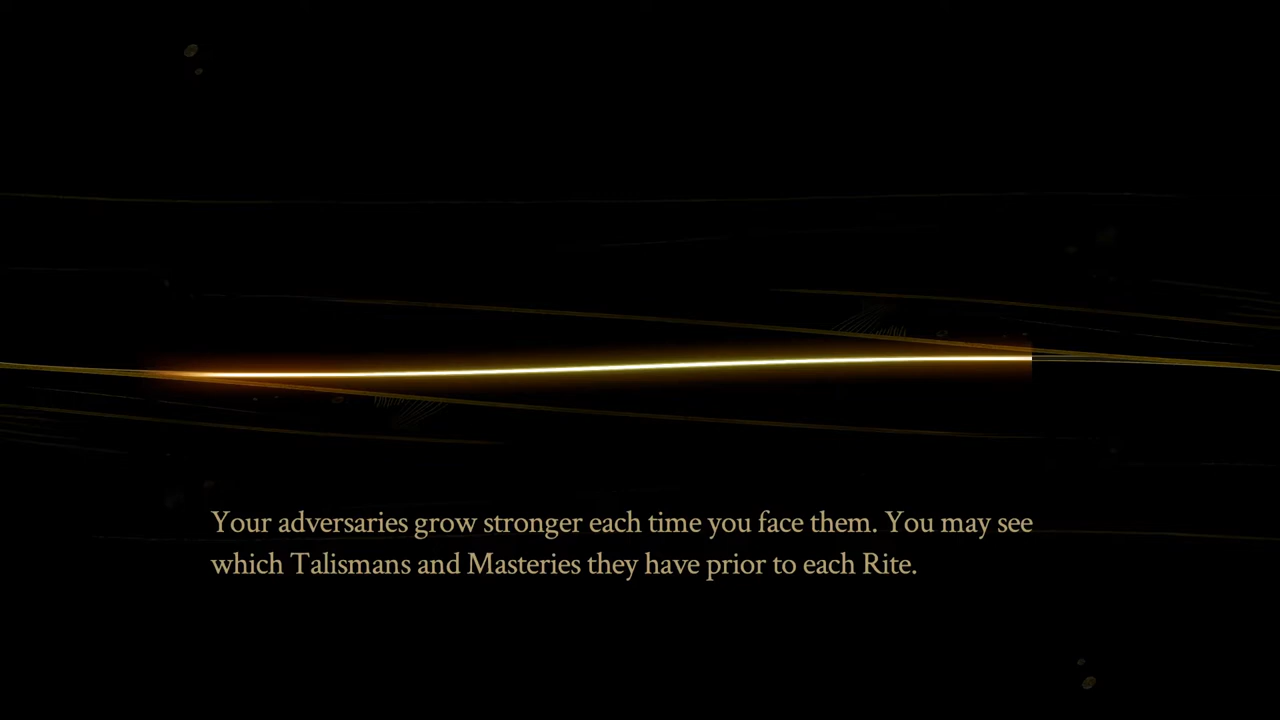 Your adversaries grow stronger each time you face them. You may see
which Talismans and Masteries they have prior to each Rite.